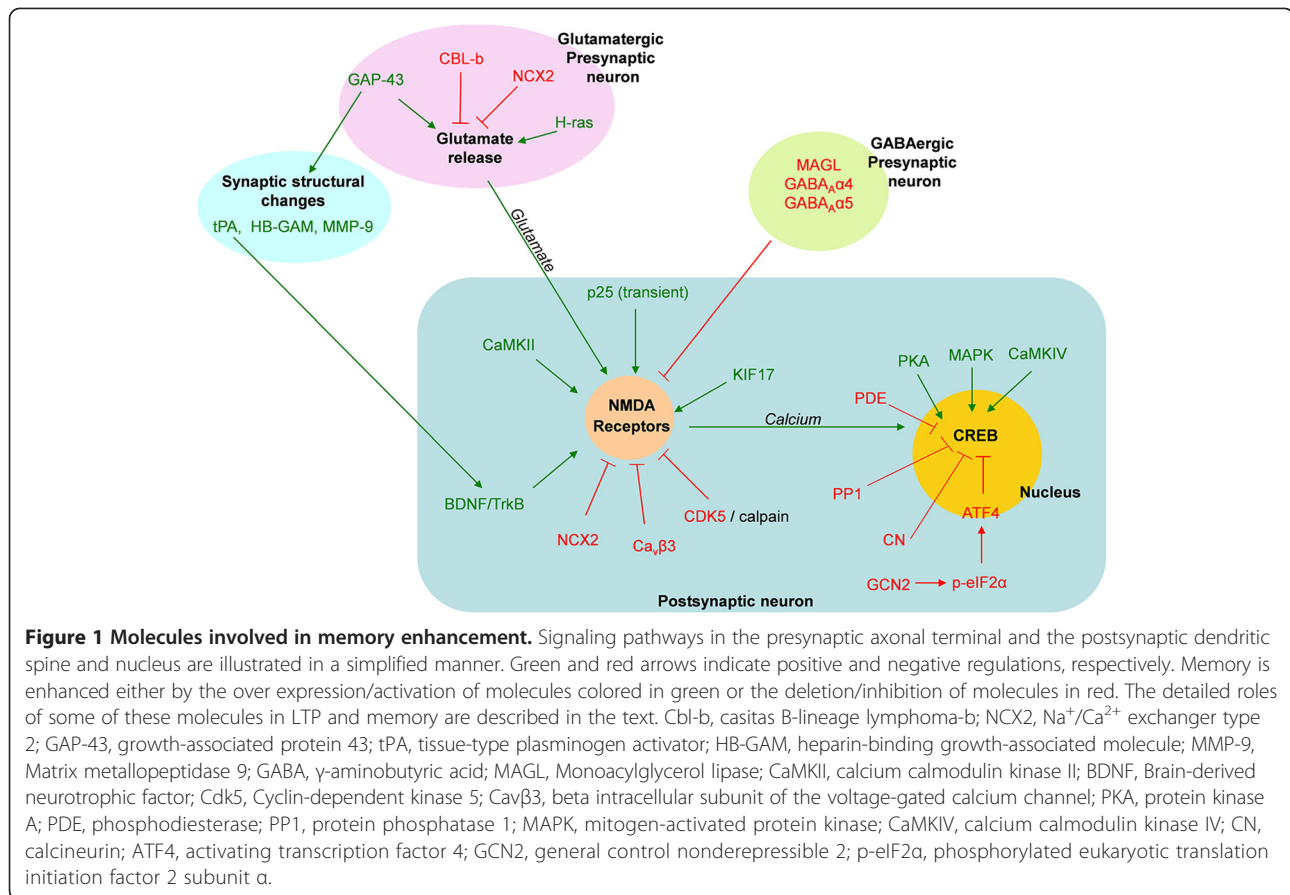 Glutamatergic
Presynaptic
neuron
CBL-b
NCX2
GAP-43
H-ras
Glutamate
release
GABAergic
Presynaptic
neuron
MAGL
GABA_Aα4
GABA_Aα5
Synaptic structural
changes
tPA, HB-GAM, MMP-9
Glutamate
p25 (transient)
CaMKII
KIF17
NMDA
Receptors
Calcium
PKA
MAPK
CaMKIV
PDE
CREB
Nucleus
PP1
BDNF/TrkB
NCX2
Ca_vβ3
CDK5 / calpain
CN
ATF4
GCN2
p-eIF2α
Postsynaptic neuron
Figure 1 Molecules involved in memory enhancement. Signaling pathways in the presynaptic axonal terminal and the postsynaptic dendritic
spine and nucleus are illustrated in a simplified manner. Green and red arrows indicate positive and negative regulations, respectively. Memory is
enhanced either by the over expression/activation of molecules colored in green or the deletion/inhibition of molecules in red. The detailed roles
of some of these molecules in LTP and memory are described in the text. Cbl-b, casitas B-lineage lymphoma-b; NCX2, Na⁺/Ca²⁺ exchanger type
2; GAP-43, growth-associated protein 43; tPA, tissue-type plasminogen activator; HB-GAM, heparin-binding growth-associated molecule; MMP-9,
Matrix metallopeptidase 9; GABA, γ-aminobutyric acid; MAGL, Monoacylglycerol lipase; CaMKII, calcium calmodulin kinase II; BDNF, Brain-derived
neurotrophic factor; Cdk5, Cyclin-dependent kinase 5; Cavβ3, beta intracellular subunit of the voltage-gated calcium channel; PKA, protein kinase
A; PDE, phosphodiesterase; PP1, protein phosphatase 1; MAPK, mitogen-activated protein kinase; CaMKIV, calcium calmodulin kinase IV; CN,
calcineurin; ATF4, activating transcription factor 4; GCN2, general control nonderepressible 2; p-eIF2α, phosphorylated eukaryotic translation
initiation factor 2 subunit α.